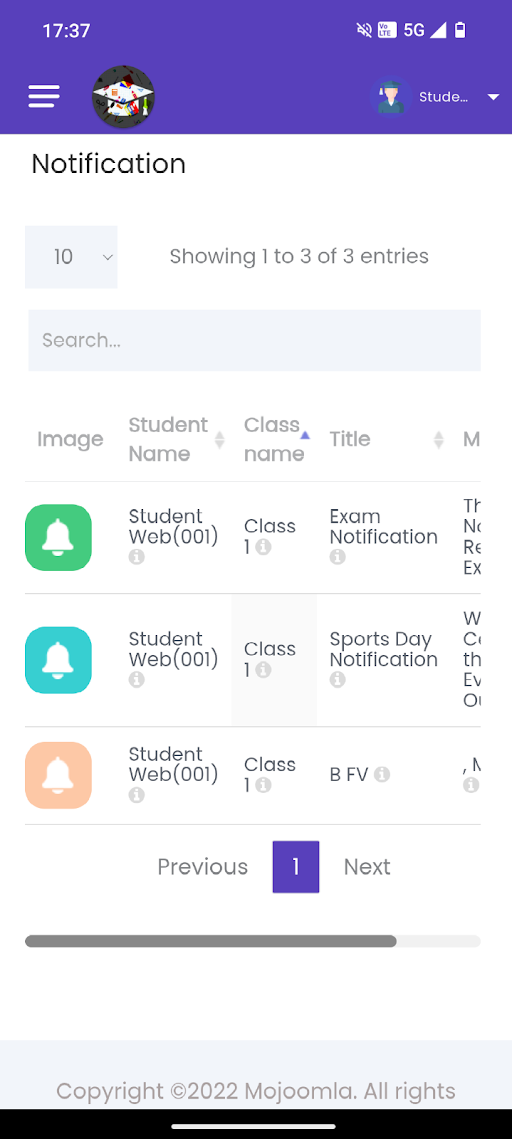 17:37
Vo LTE 5G
Stude...
Notification
10
Showing 1 to 3 of 3 entries
Search...
Image
Student Name
Class name
Title
M
Student
Web(001)
Class
1
Exam
Notification
Th
No
Re
Ex
Student
Web(001)
Class
1
Sports Day
Notification
W
Ce
th
Ev
Ou
Student
Web(001)
Class
1
B FV
, M
Previous 1 Next
Copyright ©2022 Mojoomla. All rights